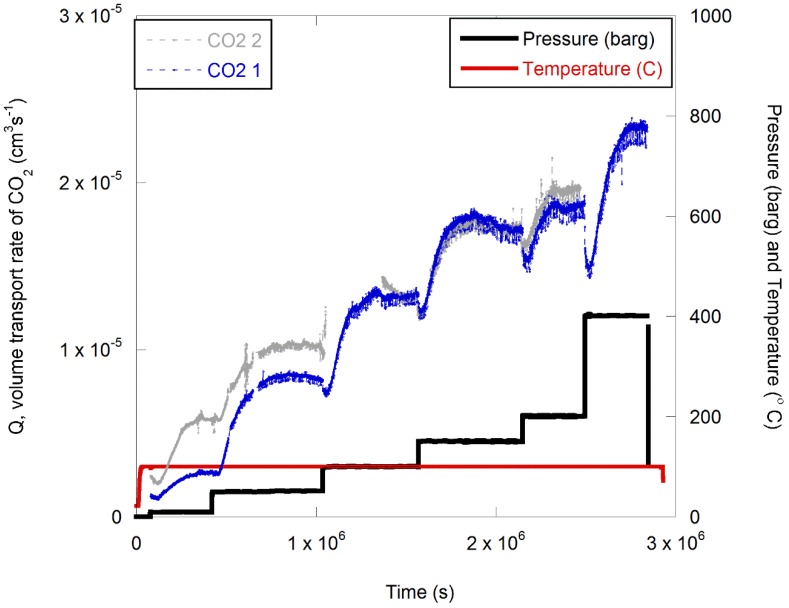 3 x 10⁻⁵
1000
CO2 2
CO2 1
Pressure (barg)
Temperature (C)
800
2 x 10⁻⁵
600
1 x 10⁻⁵
400
200
0
0
0
1 x 10⁶
2 x 10⁶
3 x 10⁶
Time (s)
Q, volume transport rate of CO₂ (cm³s⁻¹)
Pressure (barg) and Temperature (° C)